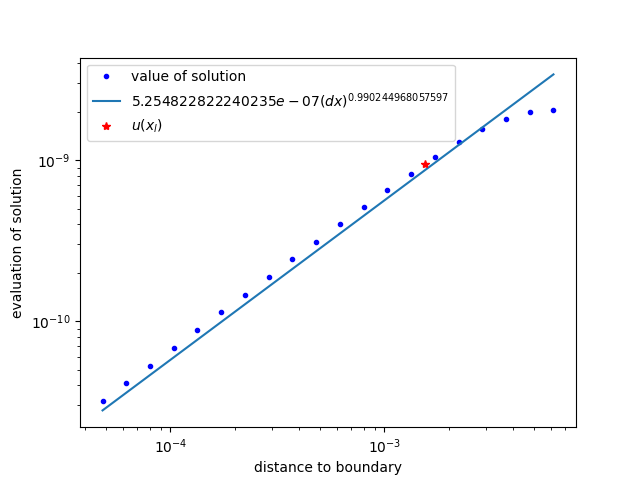 value of solution
5.254822822240235e − 07(dx)^0.990244968057597
u(x_l)
10^−9
10^−10
evaluation of solution
10^−4
10^−3
distance to boundary